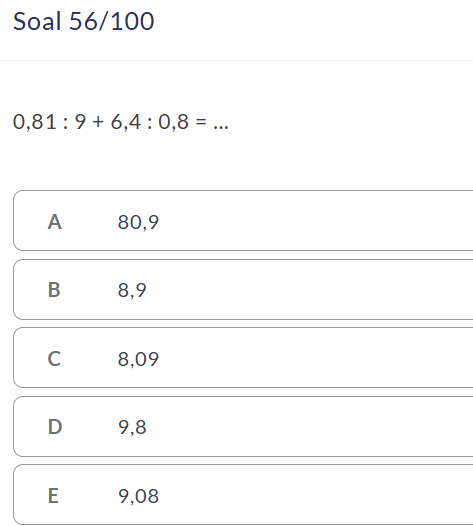 Soal 56/100
0,81 : 9 + 6,4 : 0,8 = ...
A 80,9
B 8,9
C 8,09
D 9,8
E 9,08